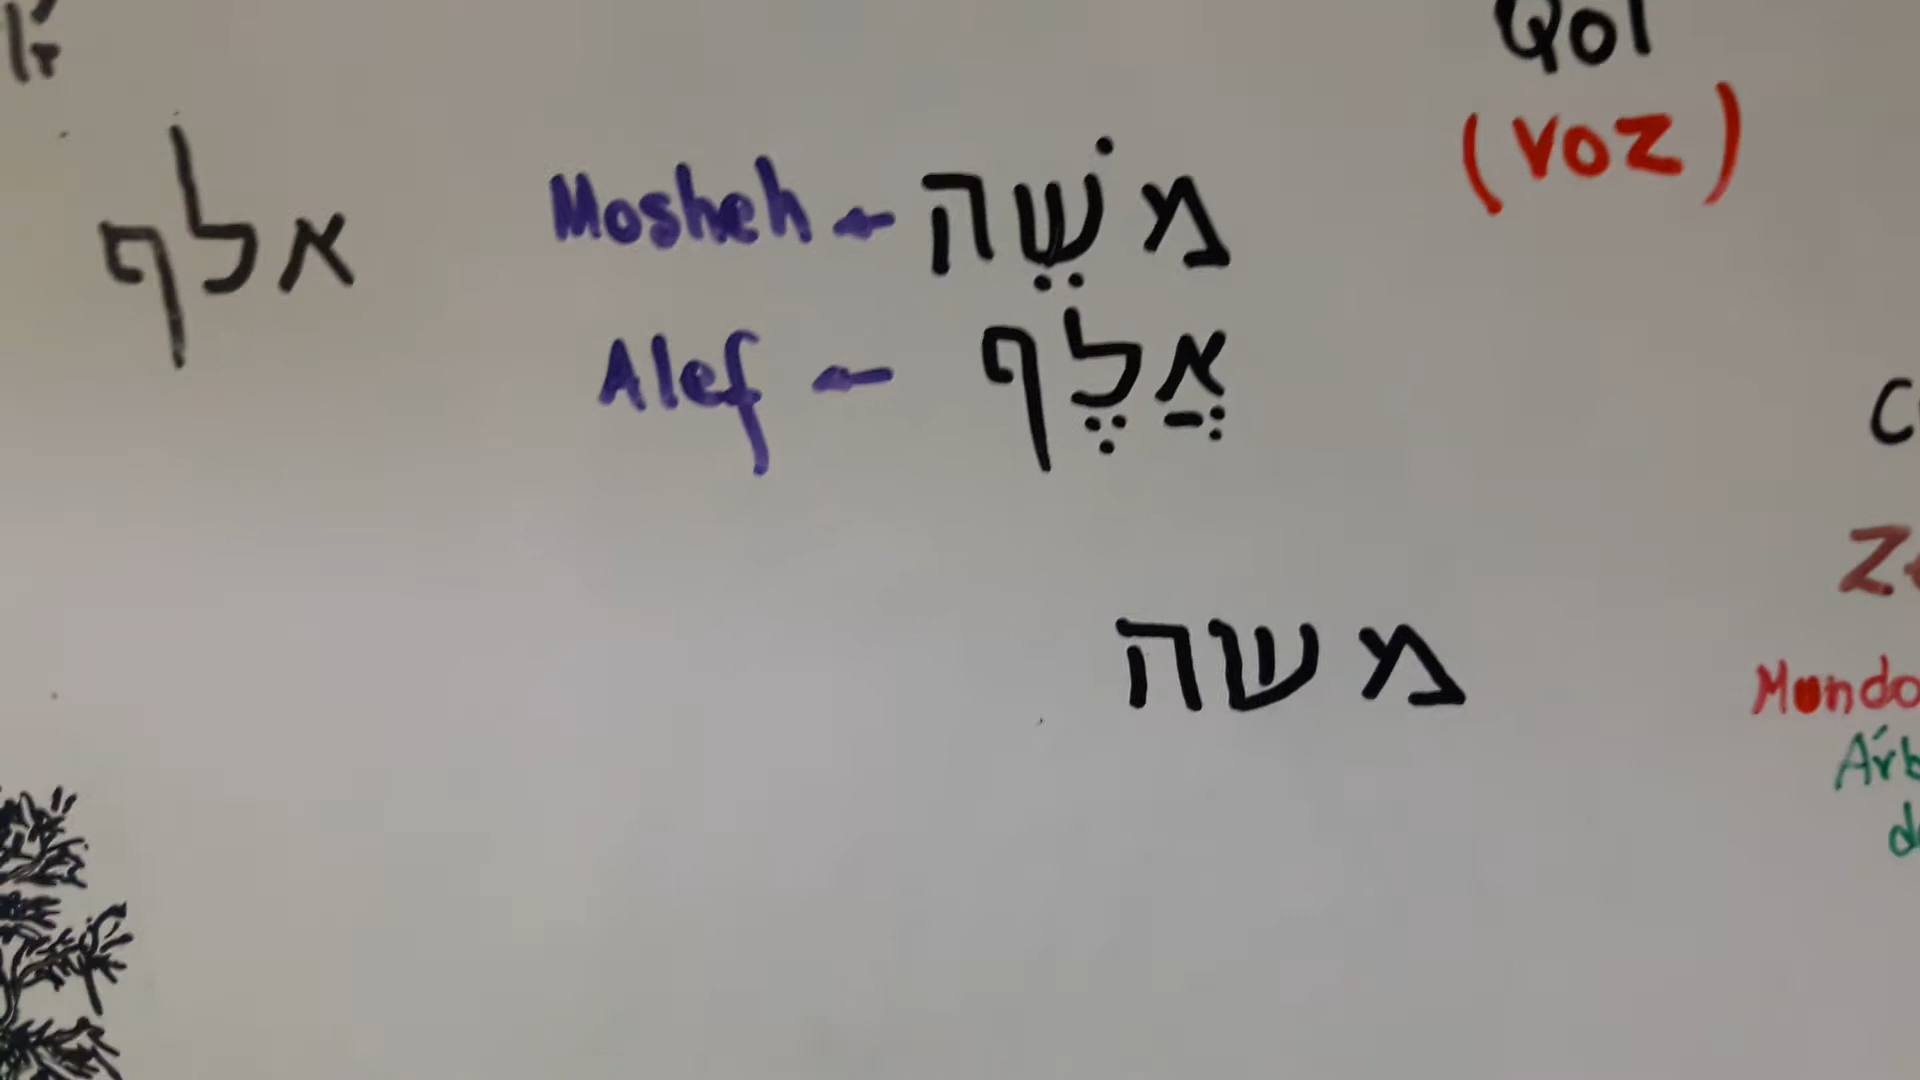 Qol
(VOZ)
Mosheh ← מֹשֵׁה
אלף
Alef ← אֲלֶף
משה
Mundo